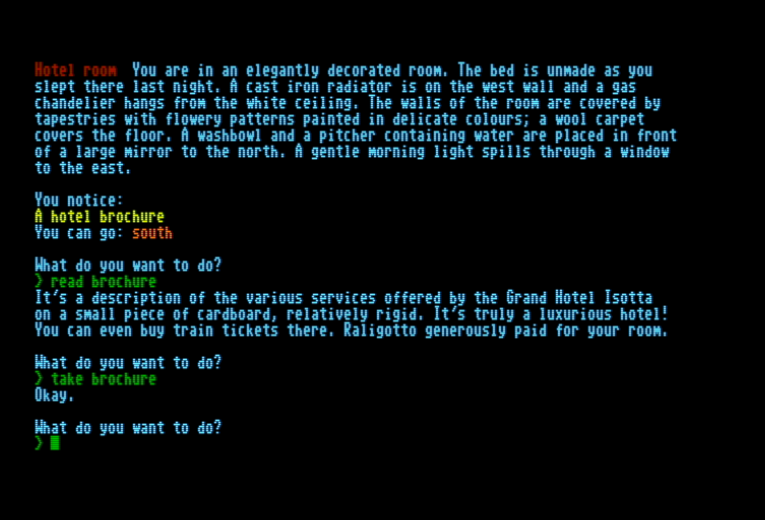 Hotel room  You are in an elegantly decorated room. The bed is unmade as you
slept there last night. A cast iron radiator is on the west wall and a gas
chandelier hangs from the white ceiling. The walls of the room are covered by
tapestries with flowery patterns painted in delicate colours; a wool carpet
covers the floor. A washbowl and a pitcher containing water are placed in front
of a large mirror to the north. A gentle morning light spills through a window
to the east.
You notice:
A hotel brochure
You can go: south
What do you want to do?
> read brochure
It's a description of the various services offered by the Grand Hotel Isotta
on a small piece of cardboard, relatively rigid. It's truly a luxurious hotel!
You can even buy train tickets there. Raligotto generously paid for your room.
What do you want to do?
> take brochure
Okay.
What do you want to do?
>